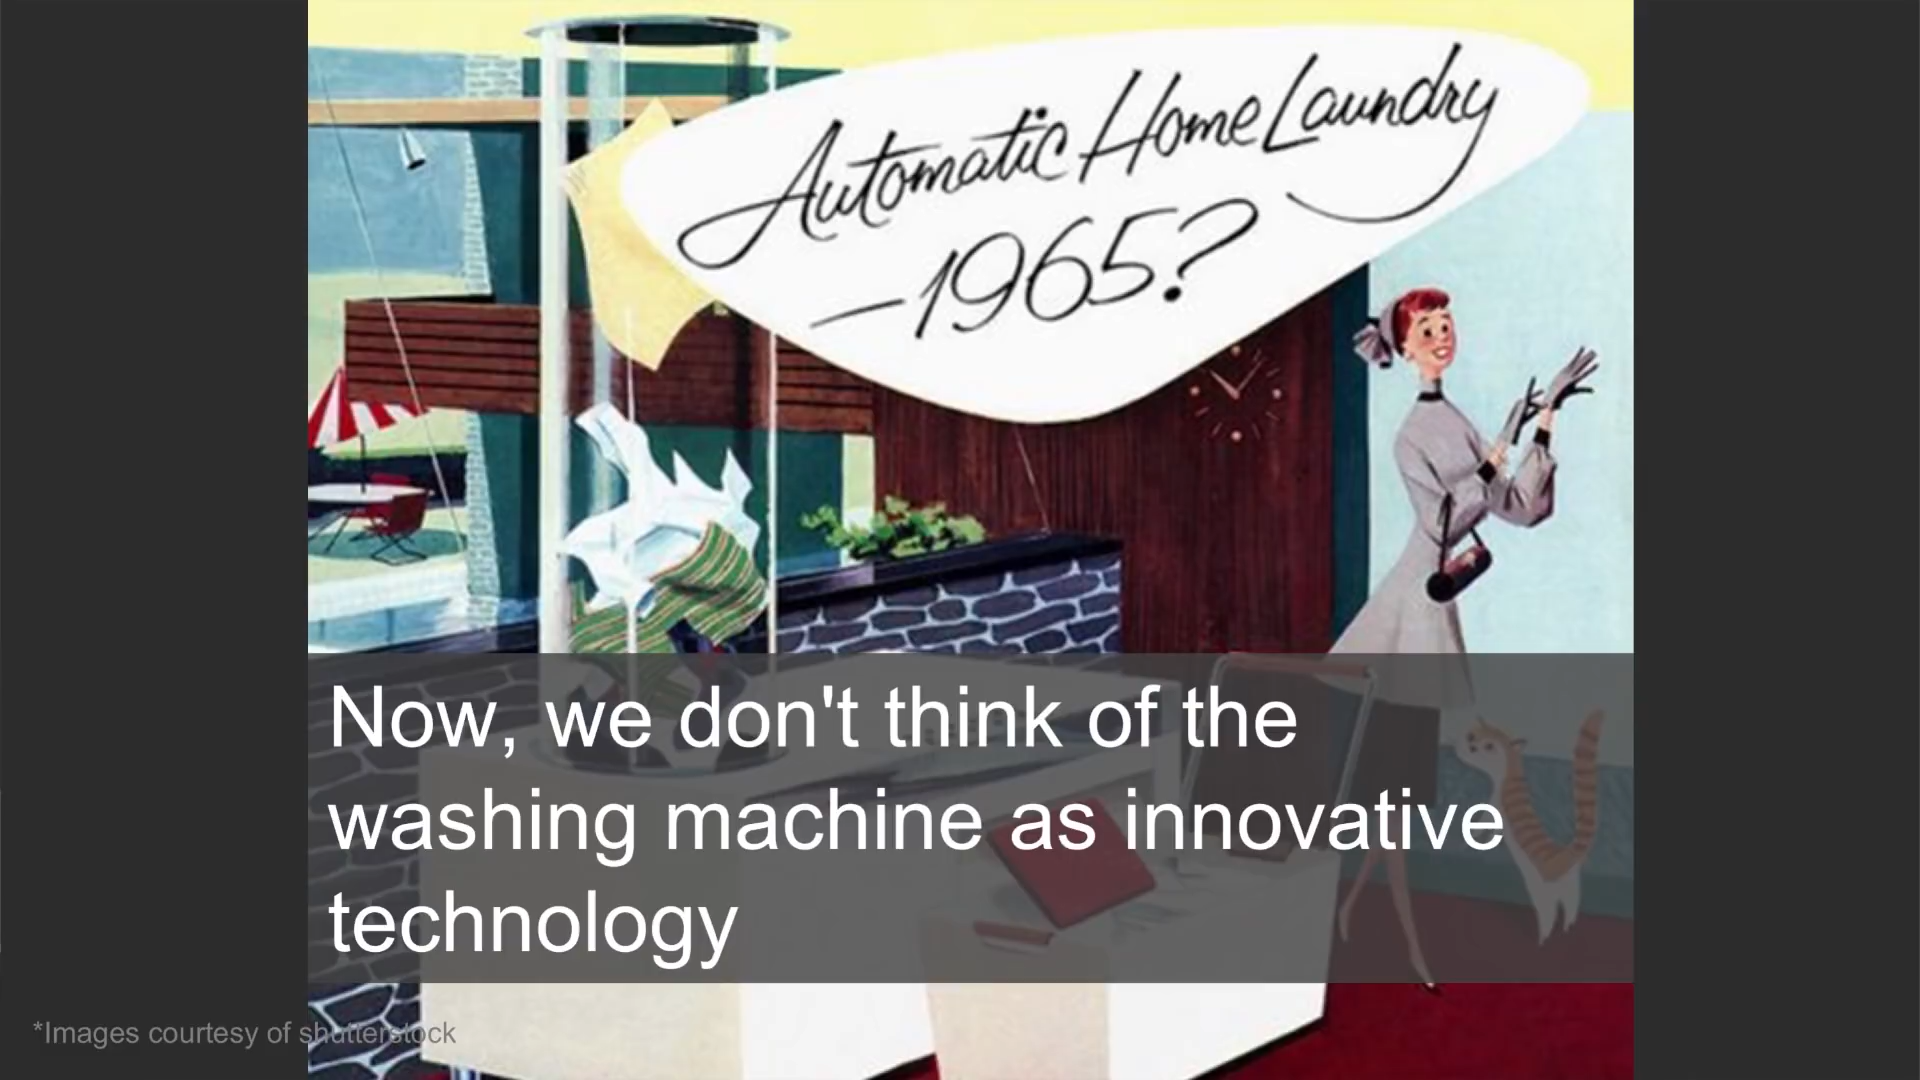 Automatic Home Laundry
-1965?
Now, we don't think of the
washing machine as innovative
technology
*Images courtesy of shutterstock